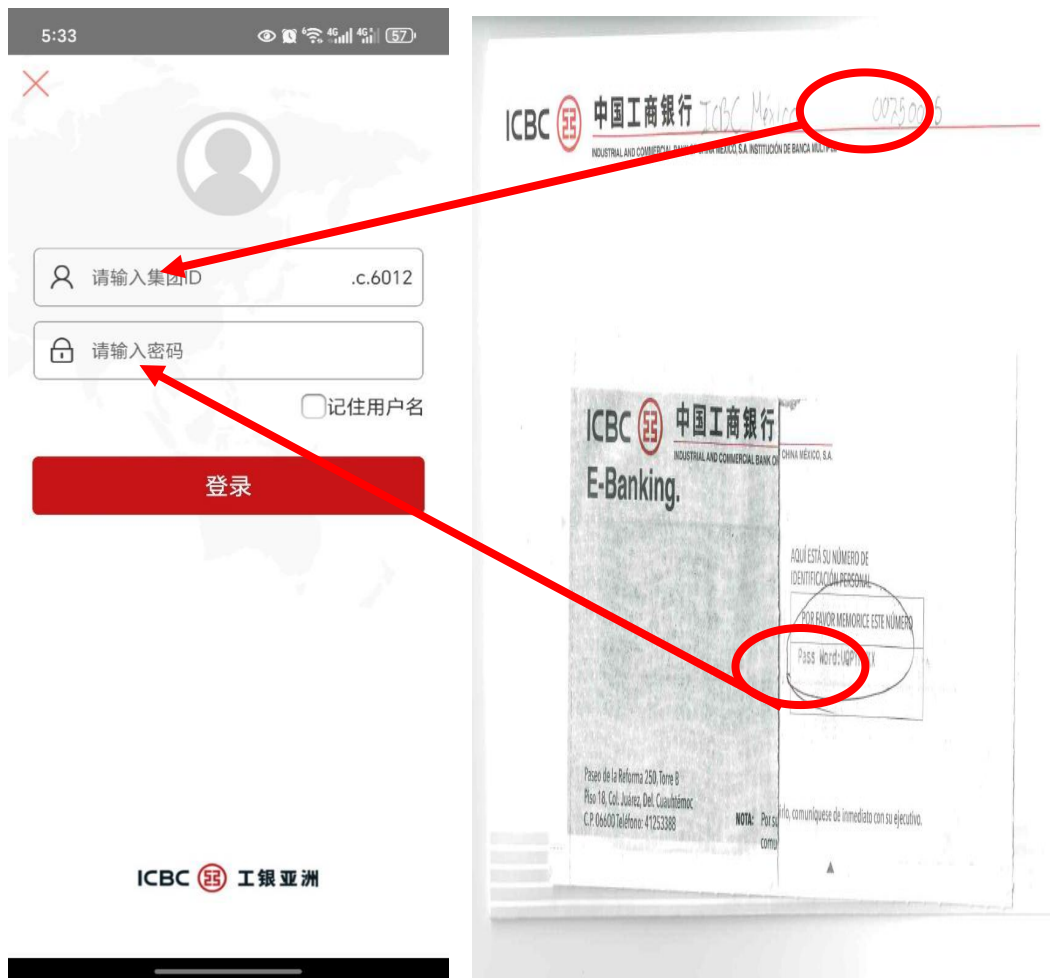 5:33
57
请输入集团ID .c.6012
请输入密码
记住用户名
登录
ICBC 工银亚洲
ICBC 中国工商银行 ICBC México
E-Banking.
ICBC 中国工商银行
CHINA MÉXICO, S.A.
AQUÍ ESTÁ SU NÚMERO DE
IDENTIFICACIÓN PERSONAL
POR FAVOR MEMORICE ESTE NÚMERO
Pass Word:
Paseo de la Reforma 250, Torre B
Piso 18, Col. Juárez, Del. Cuauhtémoc
C.P. 06600 Teléfono: 41253388
NOTA: Por su
comuníquese de inmediato con su ejecutivo.